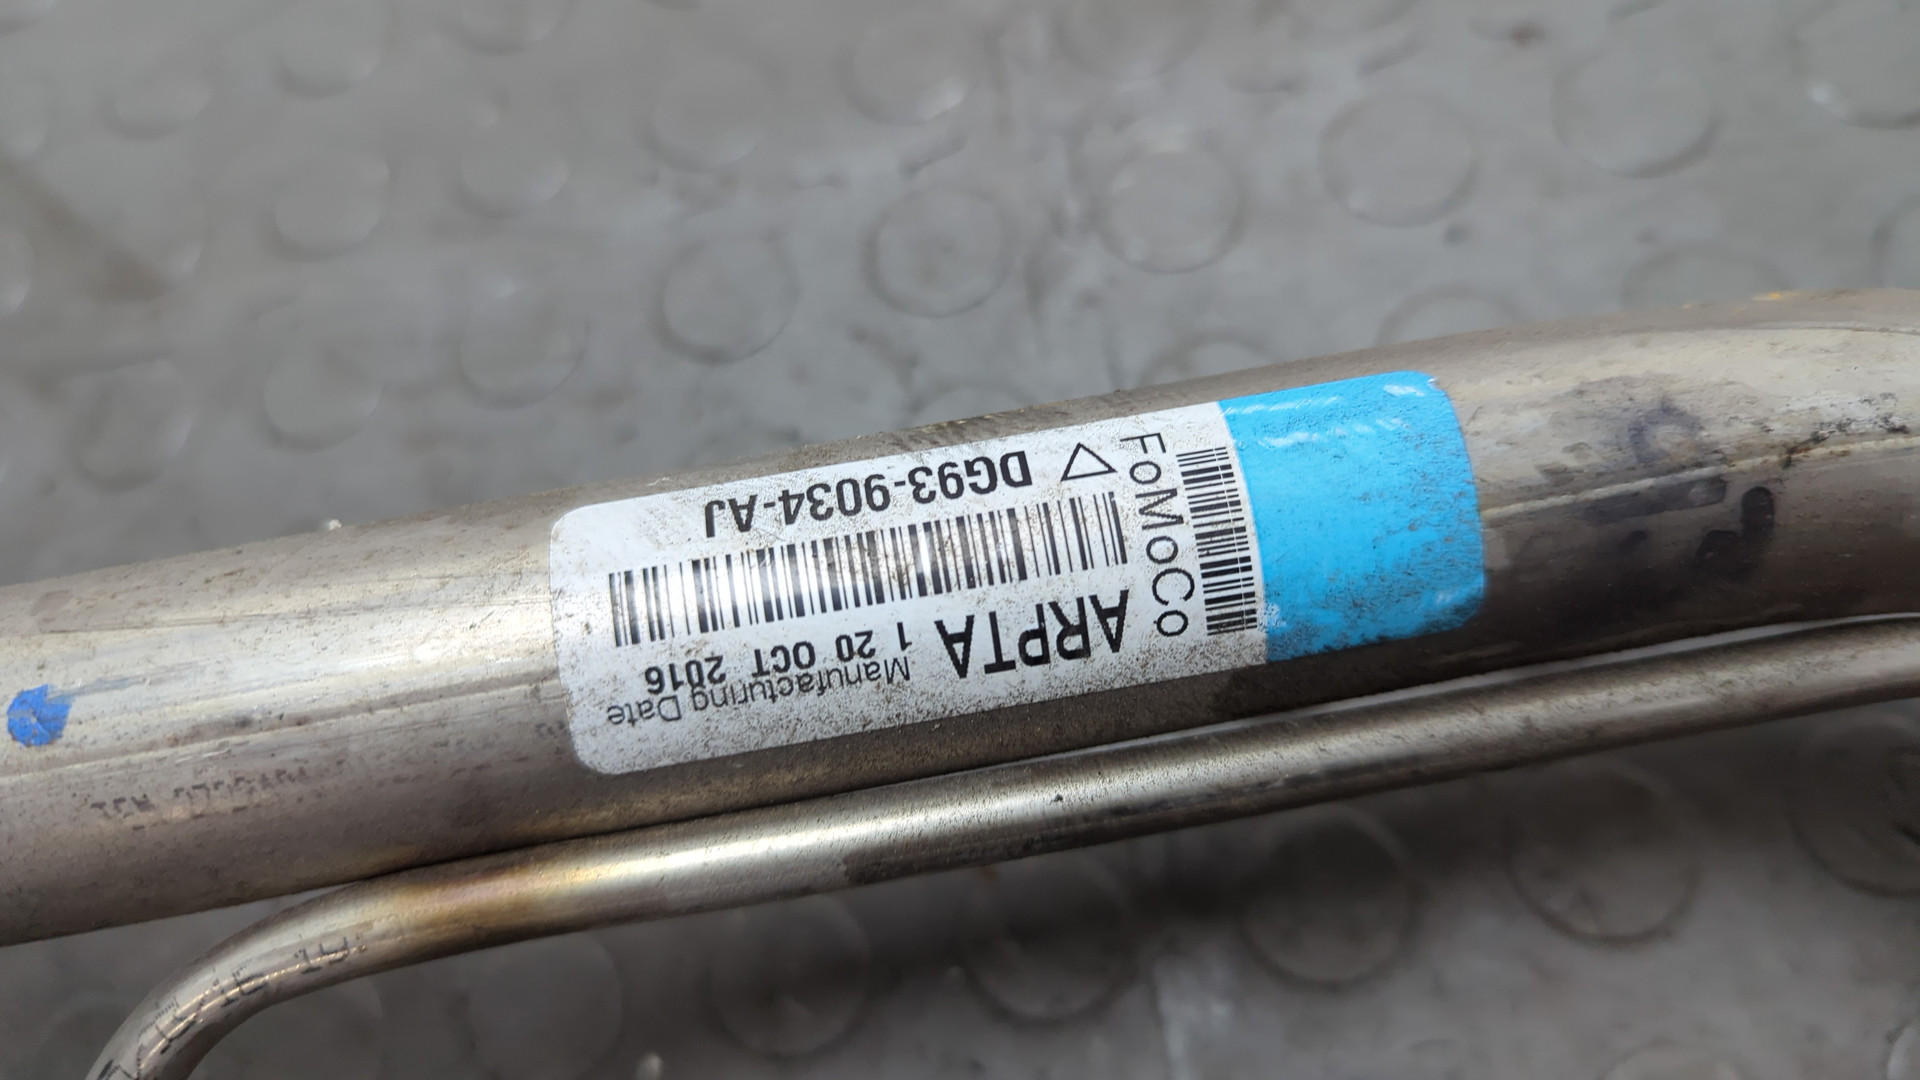 FoMoCo
ARPTA
Manufacturing Date
1 20 OCT 2016
DG93-9034-AJ